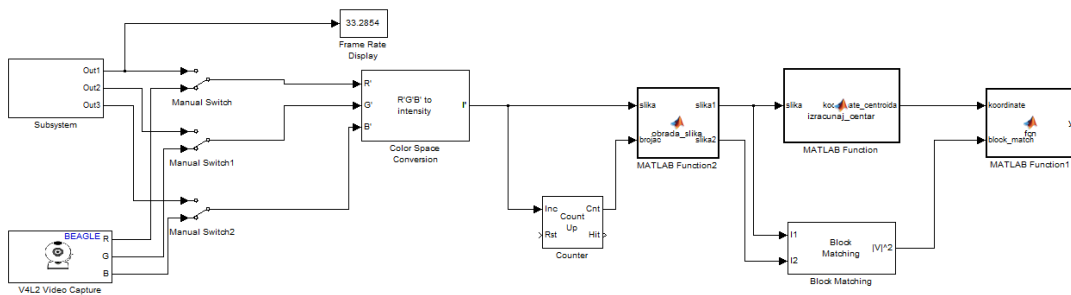 33.2854
Frame Rate
Display
Out1
Out2
Out3
Subsystem
Manual Switch
Manual Switch1
Manual Switch2
BEAGLE
R
G
B
V4L2 Video Capture
R'
G'
B'
R'G'B' to
intensity
I'
Color Space
Conversion
Inc
Cnt
Count
Up
Rst
Hit
Counter
slika
slika1
obrada_slika
brojac
slika2
MATLAB Function2
slika
izracunaj_centar
MATLAB Function
I1
I2
Block
Matching
|V|^2
Block Matching
koordinate
fcn
y
block_match
MATLAB Function1